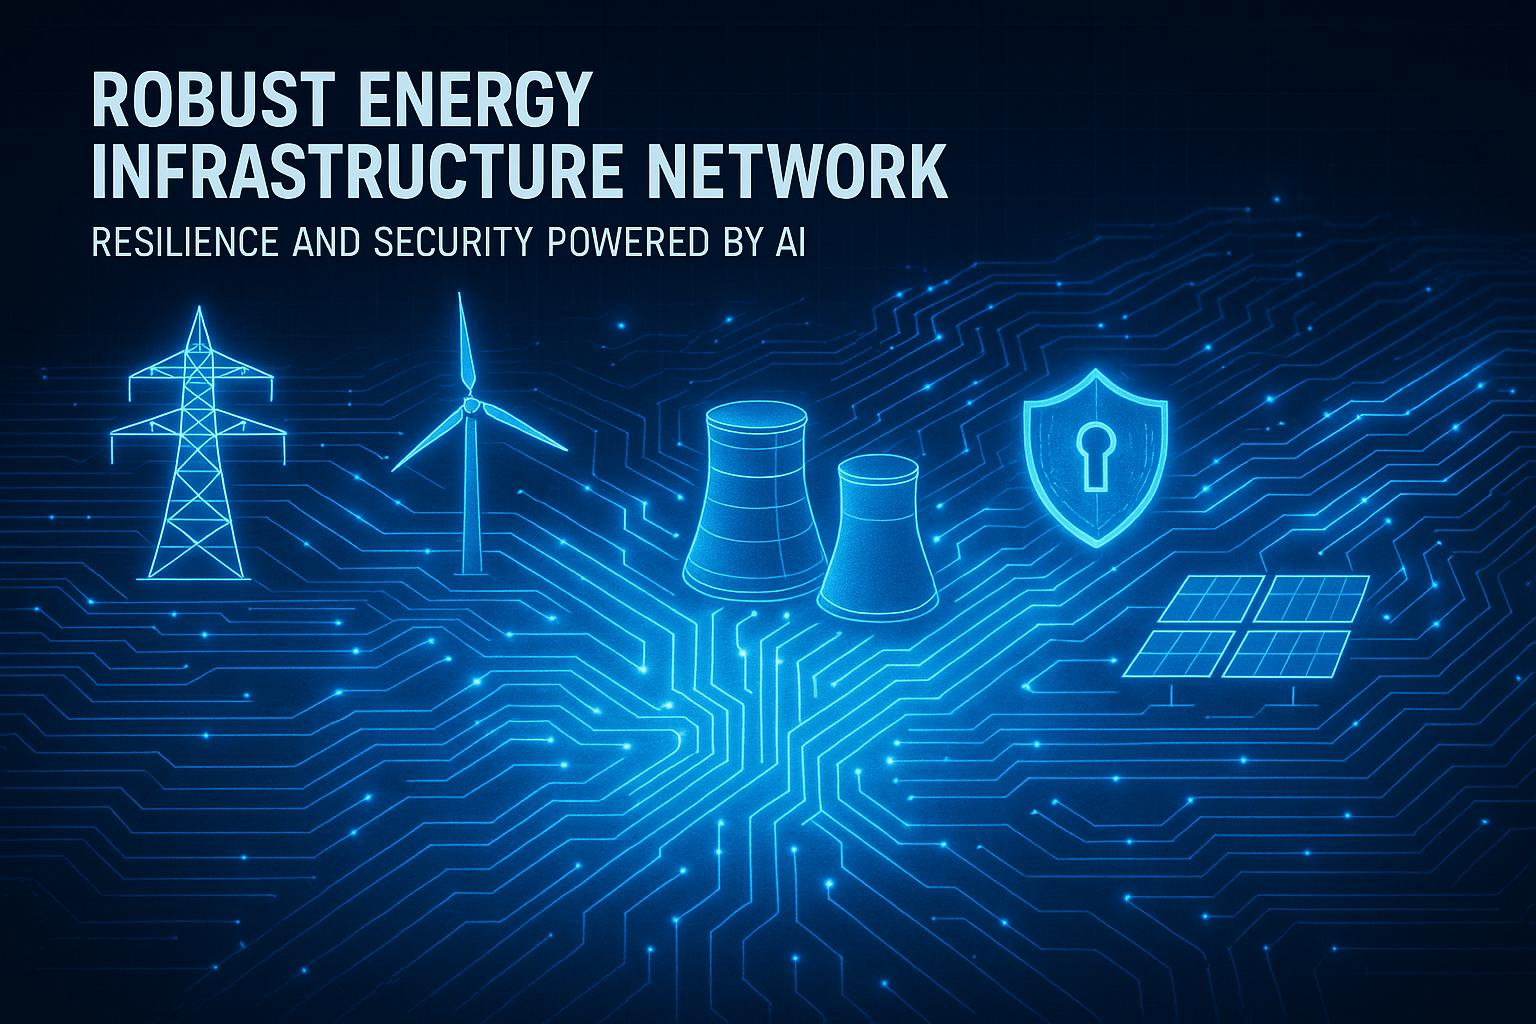 ROBUST ENERGY
INFRASTRUCTURE NETWORK
RESILIENCE AND SECURITY POWERED BY AI